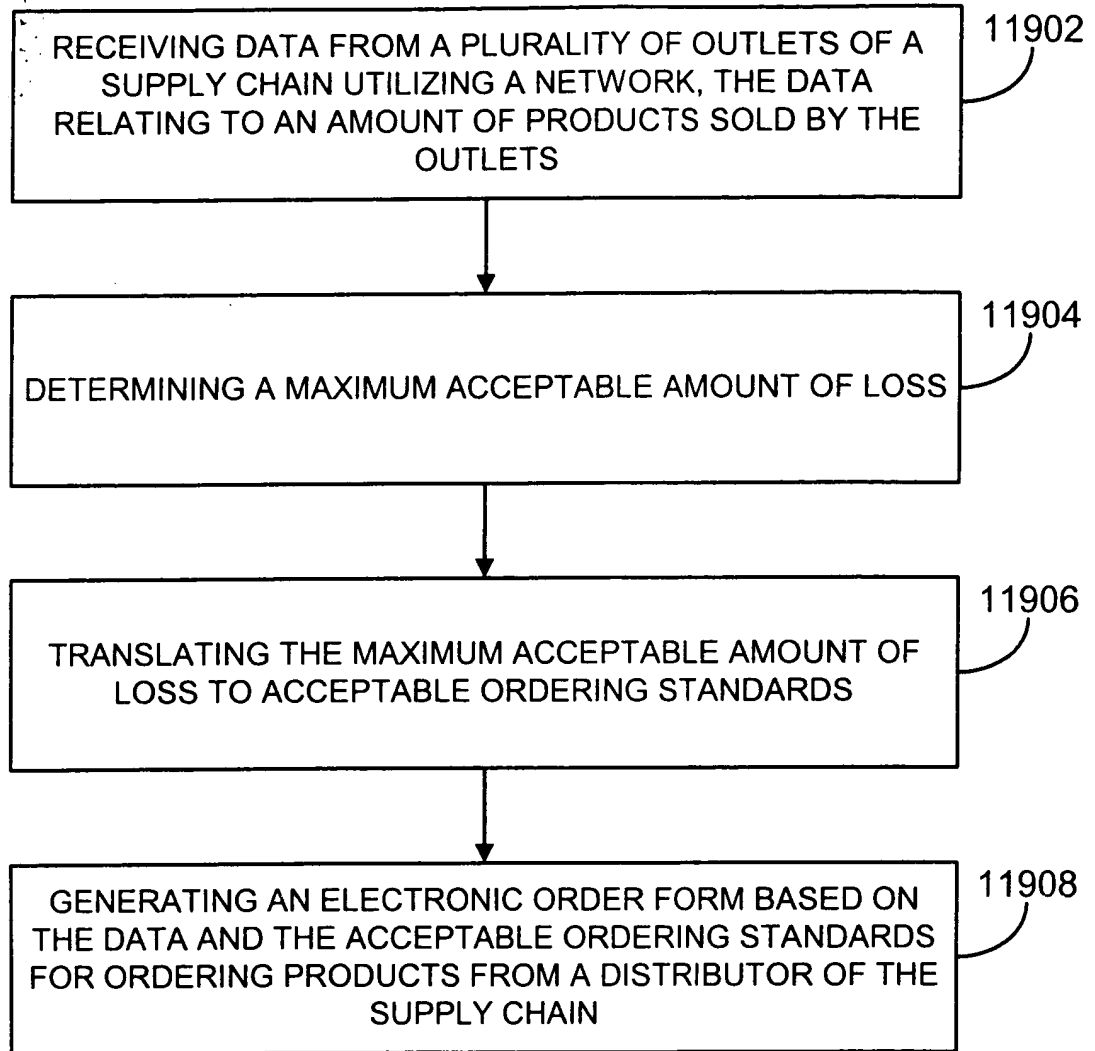 RECEIVING DATA FROM A PLURALITY OF OUTLETS OF A
SUPPLY CHAIN UTILIZING A NETWORK, THE DATA
RELATING TO AN AMOUNT OF PRODUCTS SOLD BY THE
OUTLETS
11902
DETERMINING A MAXIMUM ACCEPTABLE AMOUNT OF LOSS
11904
TRANSLATING THE MAXIMUM ACCEPTABLE AMOUNT OF
LOSS TO ACCEPTABLE ORDERING STANDARDS
11906
GENERATING AN ELECTRONIC ORDER FORM BASED ON
THE DATA AND THE ACCEPTABLE ORDERING STANDARDS
FOR ORDERING PRODUCTS FROM A DISTRIBUTOR OF THE
SUPPLY CHAIN
11908